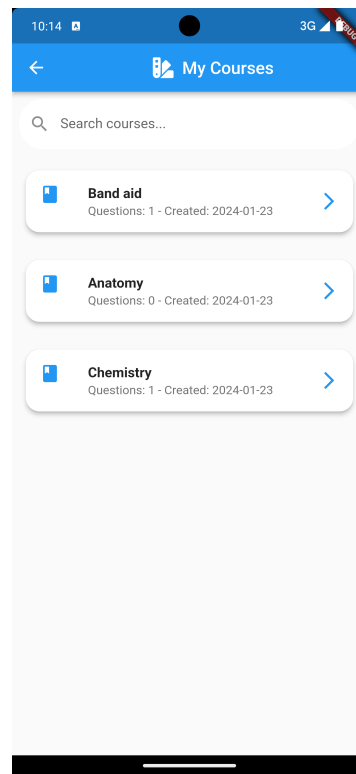 10:14 A 3G
DEBUG
My Courses
Search courses...
Band aid
Questions: 1 - Created: 2024-01-23
Anatomy
Questions: 0 - Created: 2024-01-23
Chemistry
Questions: 1 - Created: 2024-01-23